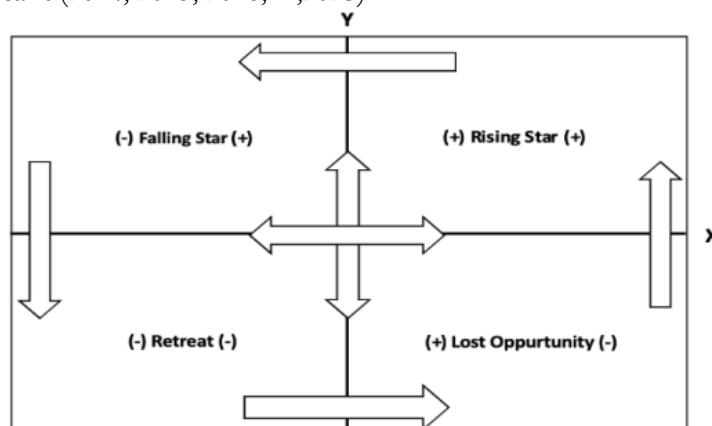 Y
(-) Falling Star (+)
(+) Rising Star (+)
X
(-) Retreat (-)
(+) Lost Oppurtunity (-)